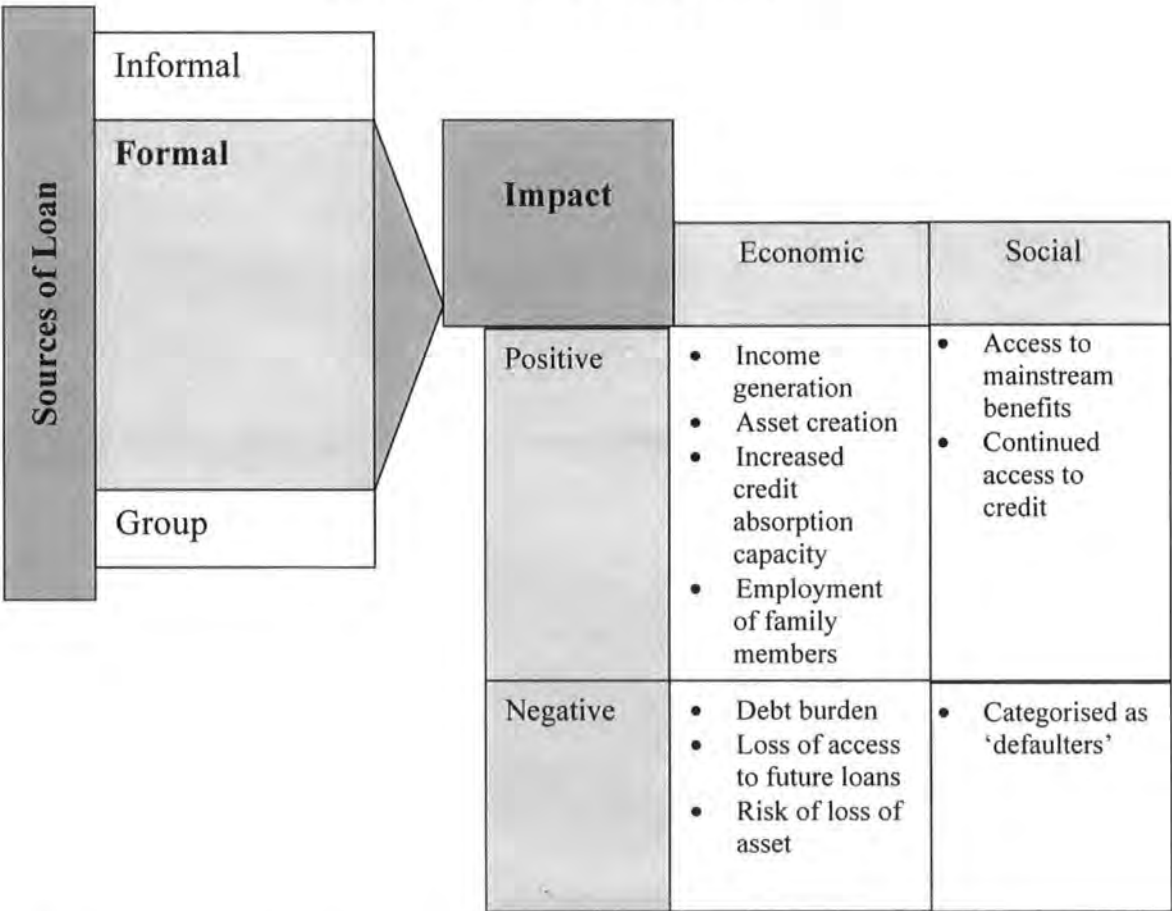 Sources of Loan
Informal
Formal
Group
Impact
Economic
Social
Positive
• Income
generation
• Asset creation
• Increased
credit
absorption
capacity
• Employment
of family
members
• Access to
mainstream
benefits
• Continued
access to
credit
Negative
• Debt burden
• Loss of access
to future loans
• Risk of loss of
asset
• Categorised as
‘defaulters’